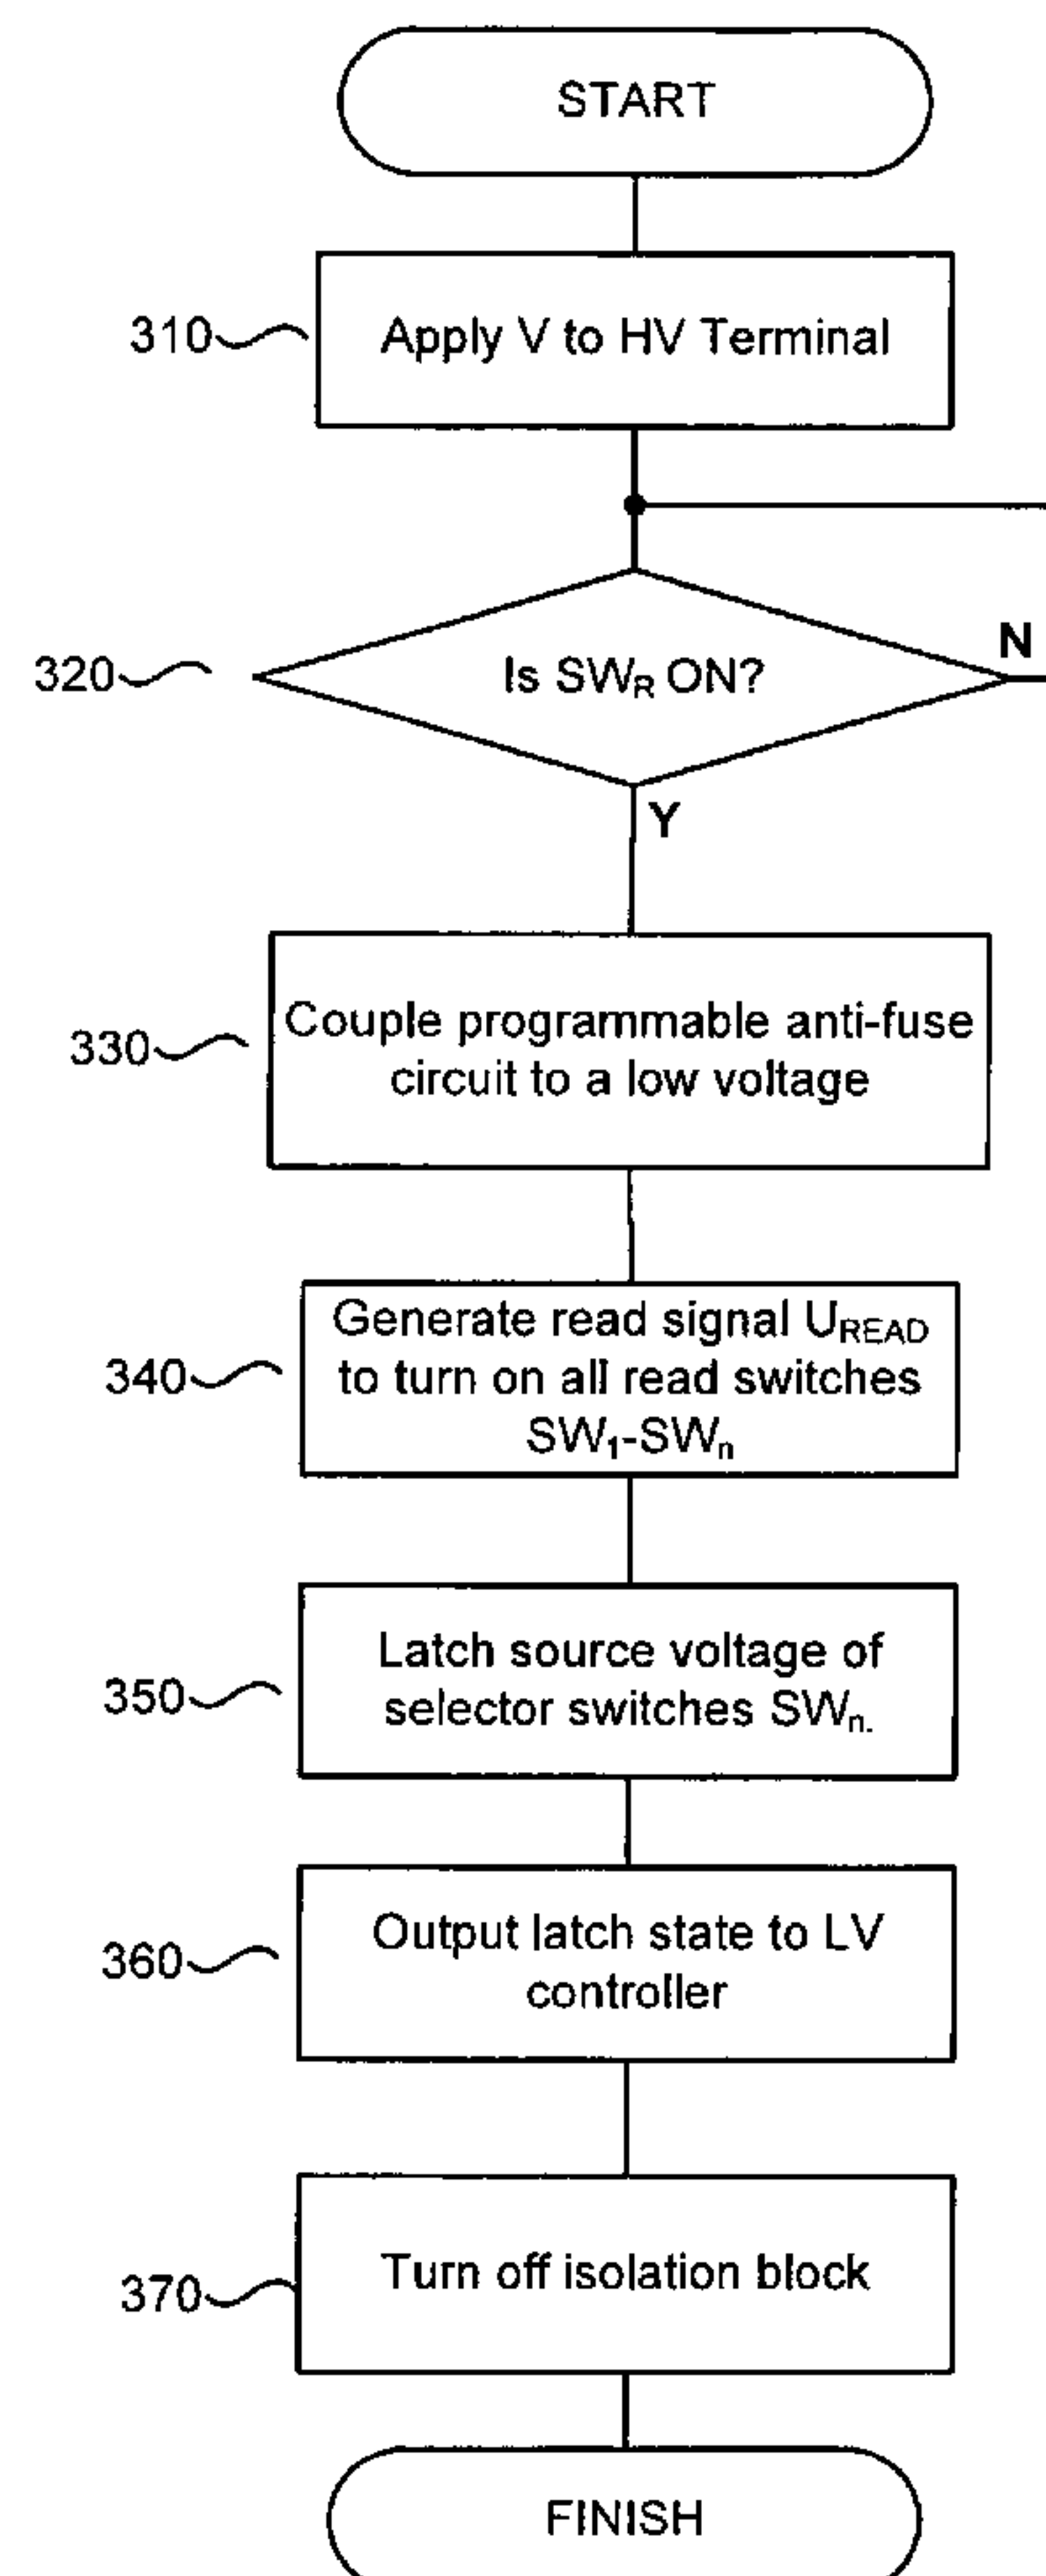 START
310
Apply V to HV Terminal
320
Is SW_R ON?
N
Y
330
Couple programmable anti-fuse
circuit to a low voltage
340
Generate read signal U_READ
to turn on all read switches
SW₁-SWₙ
350
Latch source voltage of
selector switches SWₙ.
360
Output latch state to LV
controller
370
Turn off isolation block
FINISH